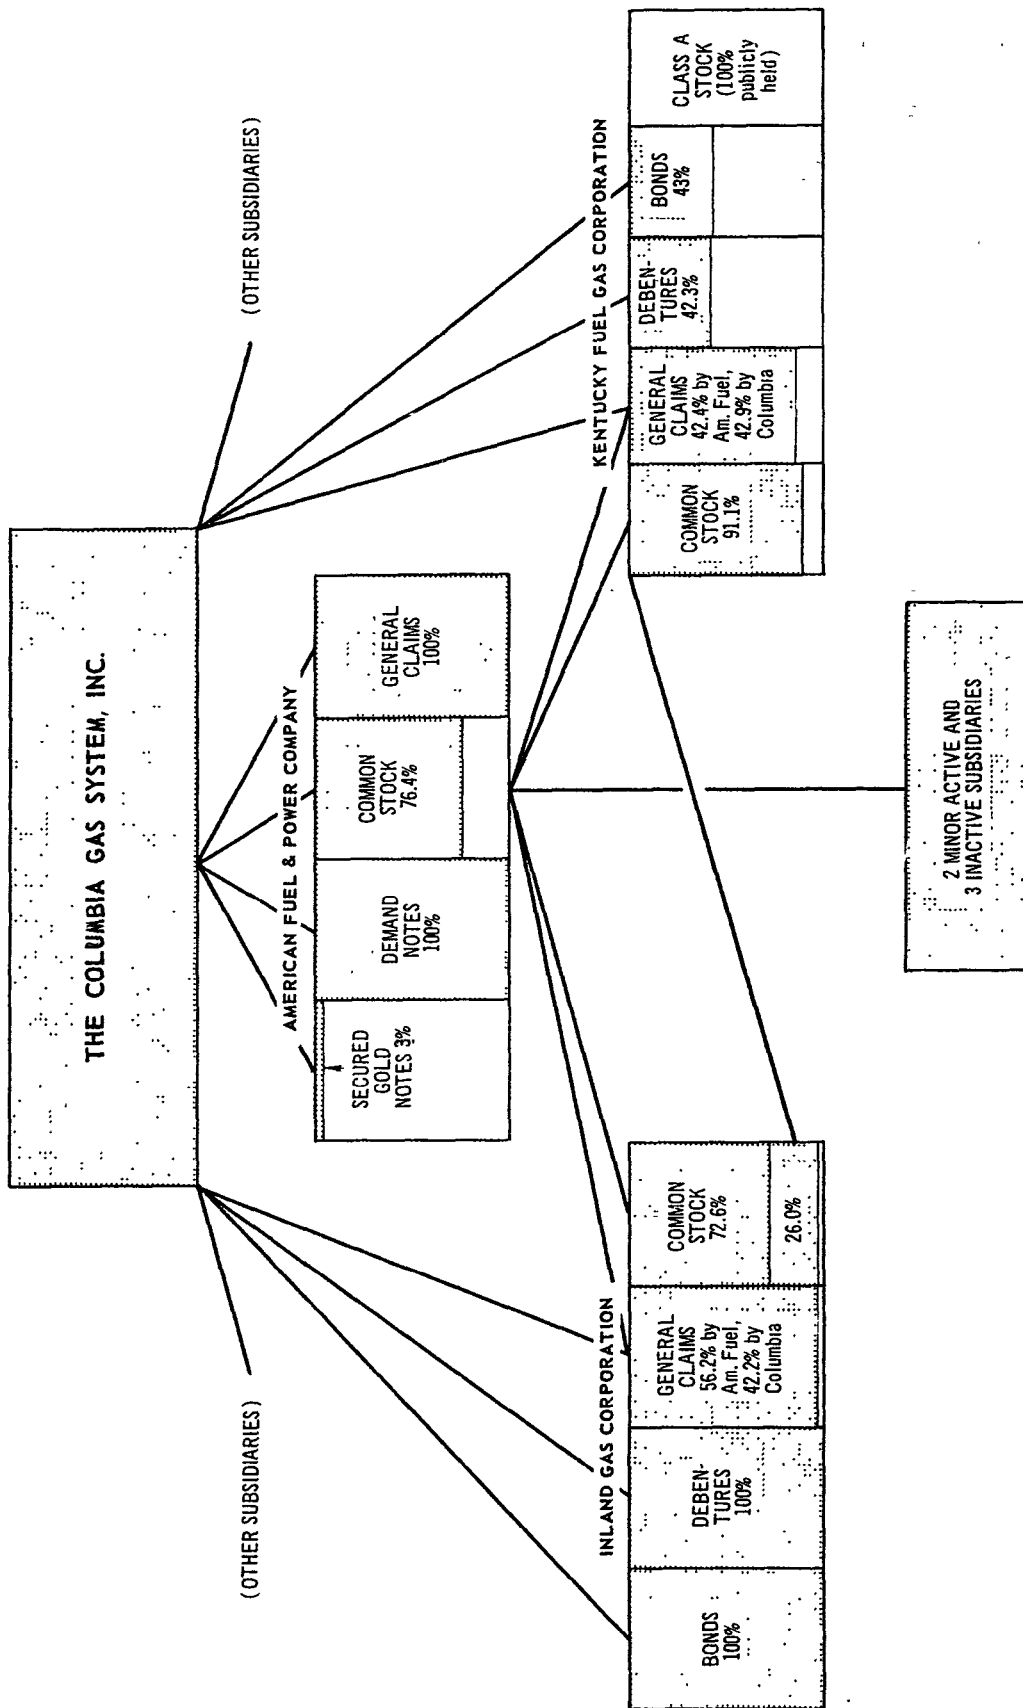 THE COLUMBIA GAS SYSTEM, INC.
(OTHER SUBSIDIARIES)
(OTHER SUBSIDIARIES)
AMERICAN FUEL & POWER COMPANY
SECURED
GOLD
NOTES 3%
DEMAND
NOTES
100%
COMMON
STOCK
76.4%
GENERAL
CLAIMS
100%
INLAND GAS CORPORATION
BONDS
100%
DEBEN-
TURES
100%
GENERAL
CLAIMS
56.2% by
Am. Fuel,
42.2% by
Columbia
COMMON
STOCK
72.6%
26.0%
KENTUCKY FUEL GAS CORPORATION
COMMON
STOCK
91.1%
GENERAL
CLAIMS
42.4% by
Am. Fuel,
42.9% by
Columbia
DEBEN-
TURES
42.3%
BONDS
43%
CLASS A
STOCK
(100%
publicly
held)
2 MINOR ACTIVE AND
3 INACTIVE SUBSIDIARIES